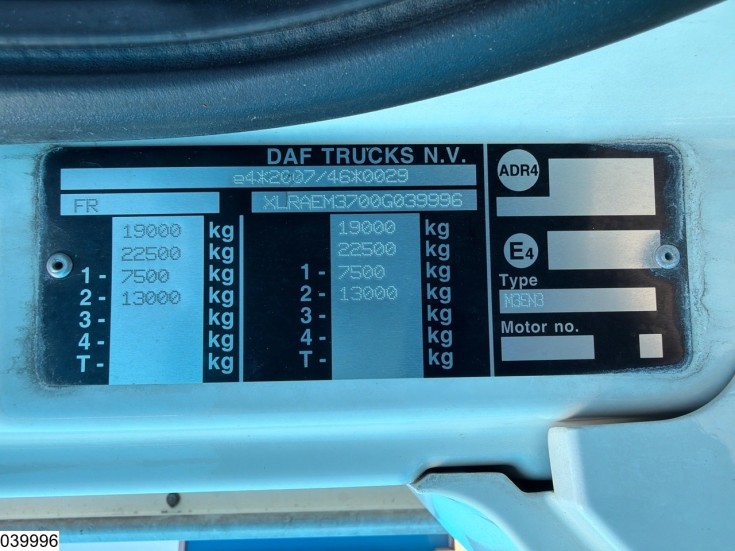 DAF TRUCKS N.V.
e4*2007/46*0029
FR XLRAEM3700G039996
19000 kg 19000 kg
22500 kg 22500 kg
1- 7500 kg 1- 7500 kg
2- 13000 kg 2- 13000 kg
3- kg 3- kg
4- kg 4- kg
T- kg T- kg
ADR4
E4
Type
N3EN3
Motor no.
039996